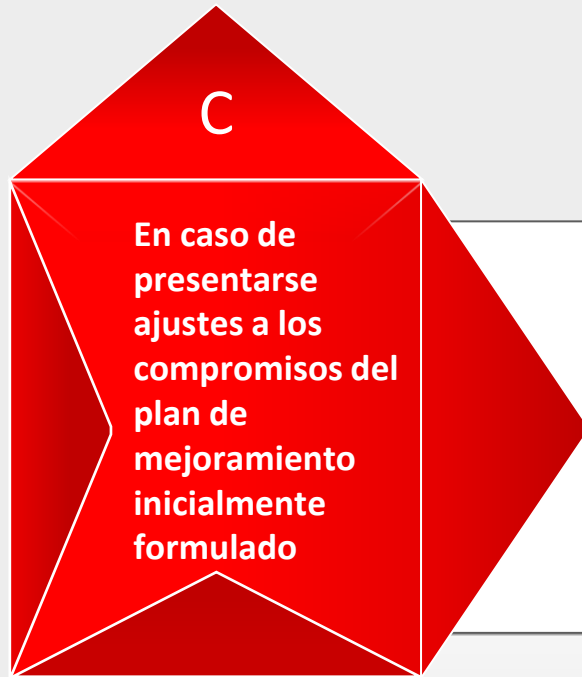 C
En caso de
presentarse
ajustes a los
compromisos del
plan de
mejoramiento
inicialmente
formulado